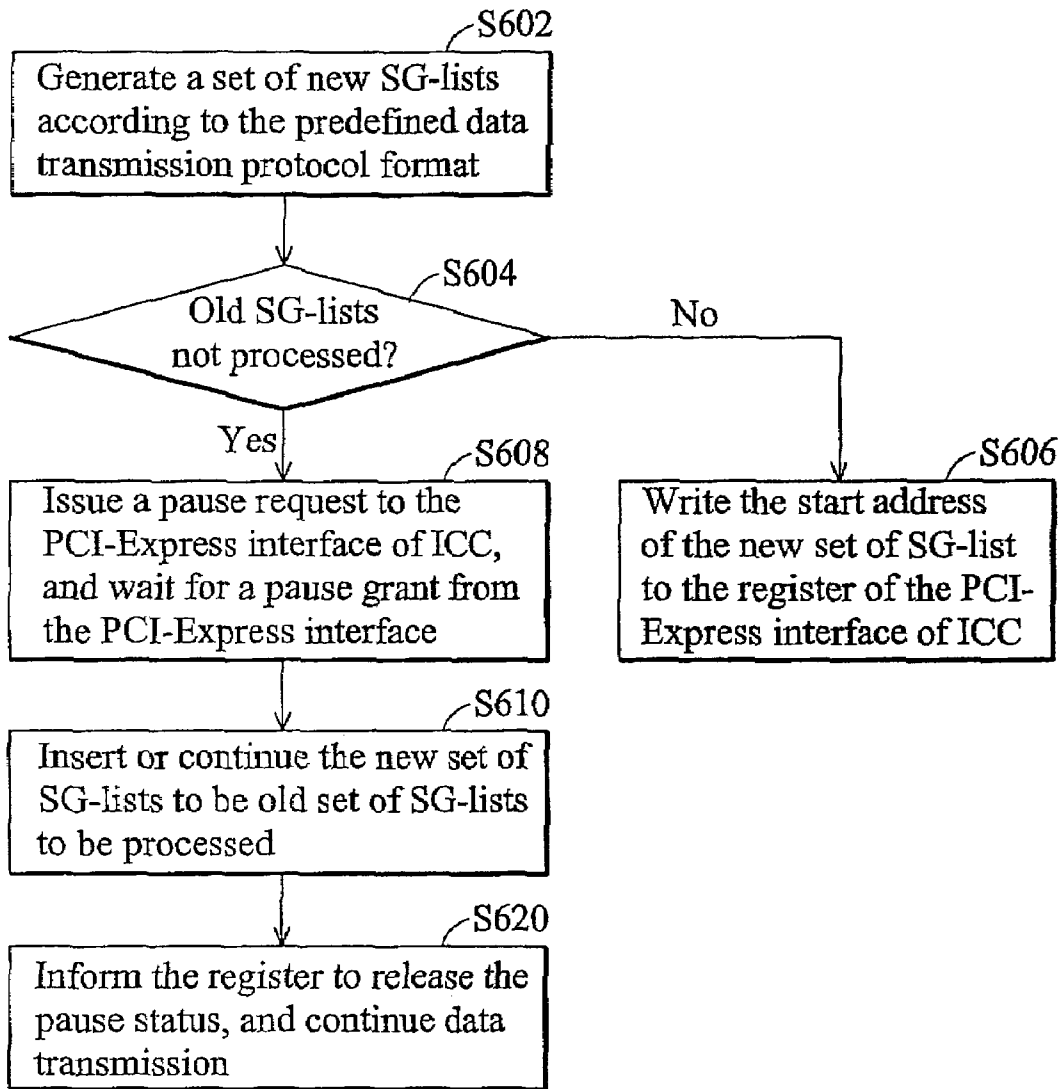 S602
Generate a set of new SG-lists
according to the predefined data
transmission protocol format
S604
Old SG-lists
not processed?
No
Yes
S608
Issue a pause request to the
PCI-Express interface of ICC,
and wait for a pause grant from
the PCI-Express interface
S606
Write the start address
of the new set of SG-list
to the register of the PCI-
Express interface of ICC
S610
Insert or continue the new set of
SG-lists to be old set of SG-lists
to be processed
S620
Inform the register to release the
pause status, and continue data
transmission